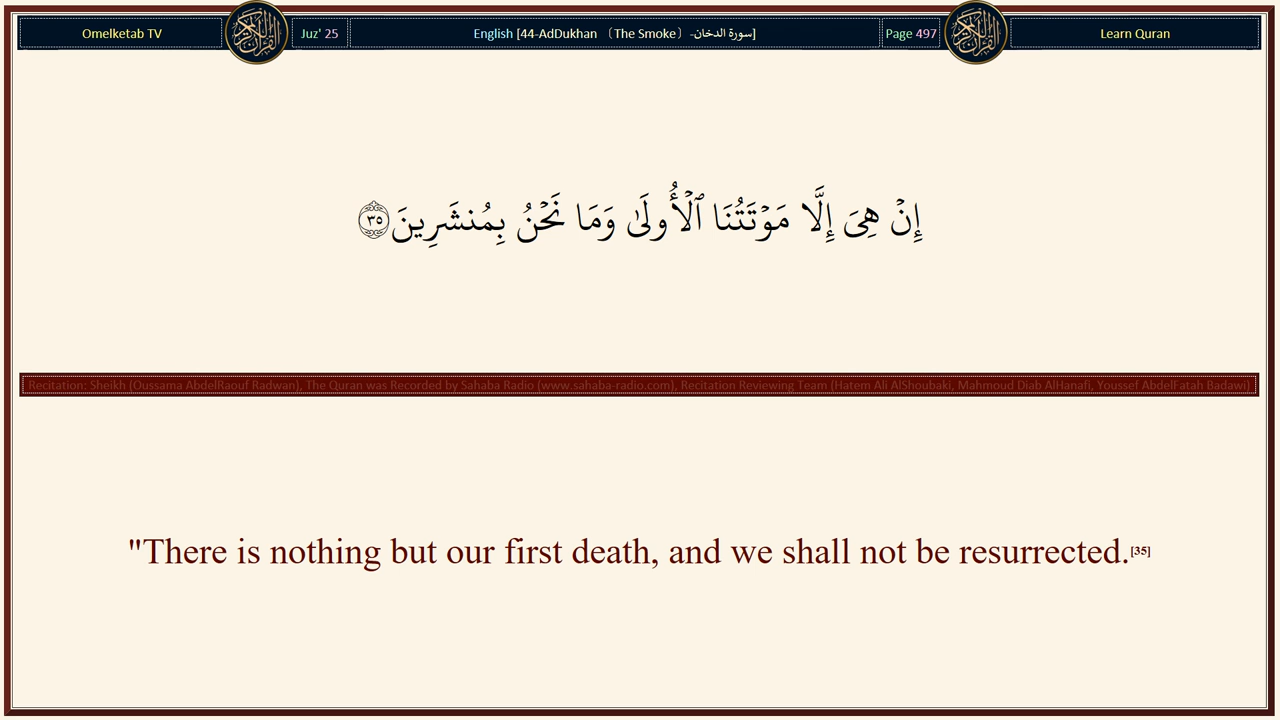 Omelketab TV
Juz' 25
English [44-AdDukhan （The Smoke） -سورة الدخان]
Page 497
Learn Quran
إِنْ هِىَ إِلَّا مَوْتَتُنَا ٱلْأُولَىٰ وَمَا نَحْنُ بِمُنشَرِينَ ٣٥
Recitation: Sheikh (Oussama AbdelRaouf Radwan), The Quran was Recorded by Sahaba Radio (www.sahaba-radio.com), Recitation Reviewing Team (Hatem Ali AlShoubaki, Mahmoud Diab AlHanafi, Youssef AbdelFatah Badawi)
"There is nothing but our first death, and we shall not be resurrected.[35]